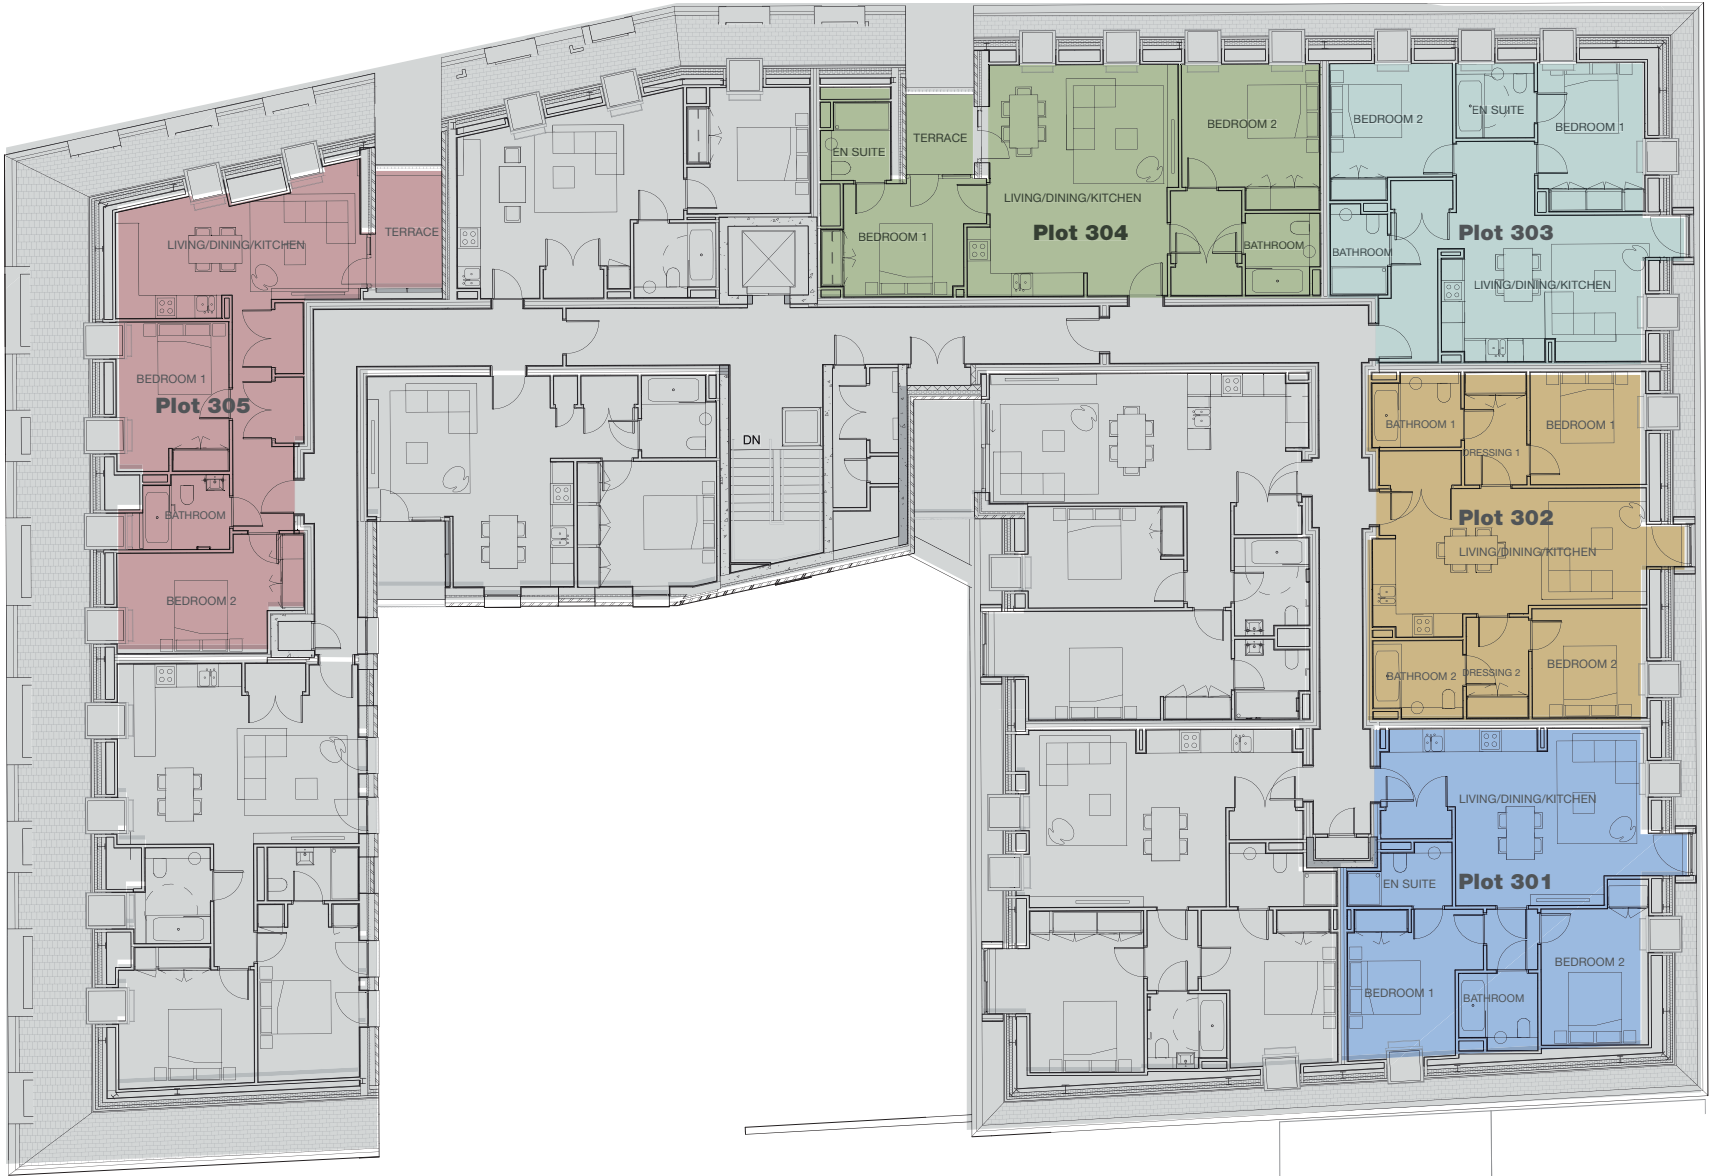 TERRACE
EN SUITE
BEDROOM 1
LIVING/DINING/KITCHEN
Plot 304
BEDROOM 2
BATHROOM
BEDROOM 2
EN SUITE
BEDROOM 1
BATHROOM
Plot 303
LIVING/DINING/KITCHEN
LIVING/DINING/KITCHEN
TERRACE
BEDROOM 1
Plot 305
BATHROOM
BEDROOM 2
DN
BATHROOM 1
DRESSING 1
BEDROOM 1
Plot 302
LIVING/DINING/KITCHEN
BATHROOM 2
DRESSING 2
BEDROOM 2
LIVING/DINING/KITCHEN
EN SUITE
Plot 301
BEDROOM 1
BATHROOM
BEDROOM 2